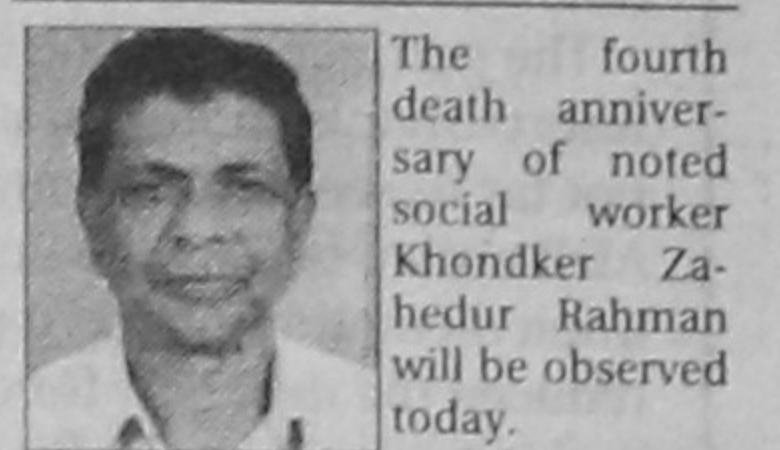 The fourth
death anniver-
sary of noted
social worker
Khondker Za-
hedur Rahman
will be observed
today.